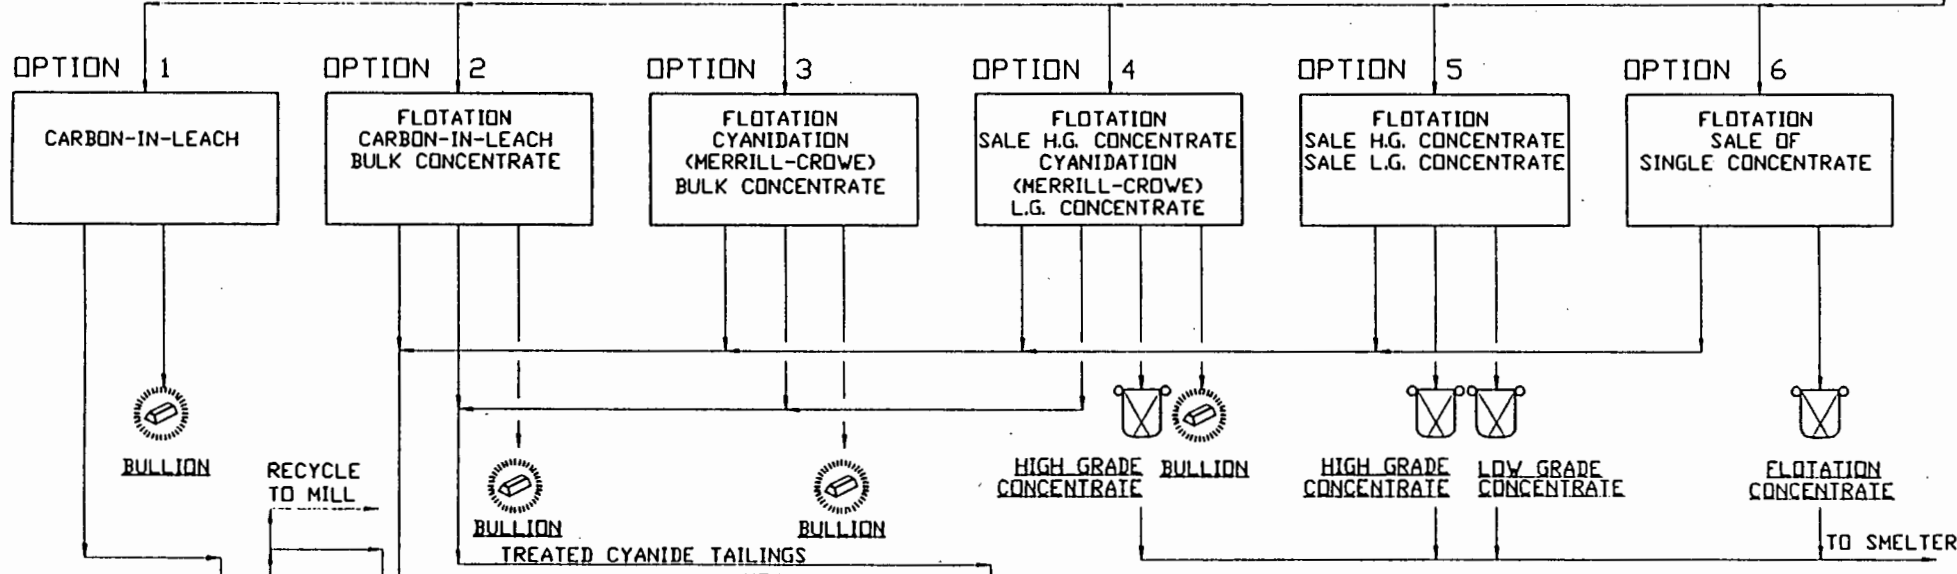 OPTION 1
OPTION 2
OPTION 3
OPTION 4
OPTION 5
OPTION 6
CARBON-IN-LEACH
FLOTATION
CARBON-IN-LEACH
BULK CONCENTRATE
FLOTATION
CYANIDATION
(MERRILL-CROWE)
BULK CONCENTRATE
FLOTATION
SALE H.G. CONCENTRATE
CYANIDATION
(MERRILL-CROWE)
L.G. CONCENTRATE
FLOTATION
SALE H.G. CONCENTRATE
SALE L.G. CONCENTRATE
FLOTATION
SALE OF
SINGLE CONCENTRATE
BULLION
RECYCLE
TO MILL
BULLION
BULLION
HIGH GRADE
CONCENTRATE
BULLION
HIGH GRADE
CONCENTRATE
LOW GRADE
CONCENTRATE
FLOTATION
CONCENTRATE
TREATED CYANIDE TAILINGS
TO SMELTER